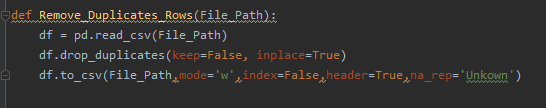 def Remove_Duplicates_Rows(File_Path):
    df = pd.read_csv(File_Path)
    df.drop_duplicates(keep=False, inplace=True)
    df.to_csv(File_Path,mode='w',index=False,header=True,na_rep='Unkown')